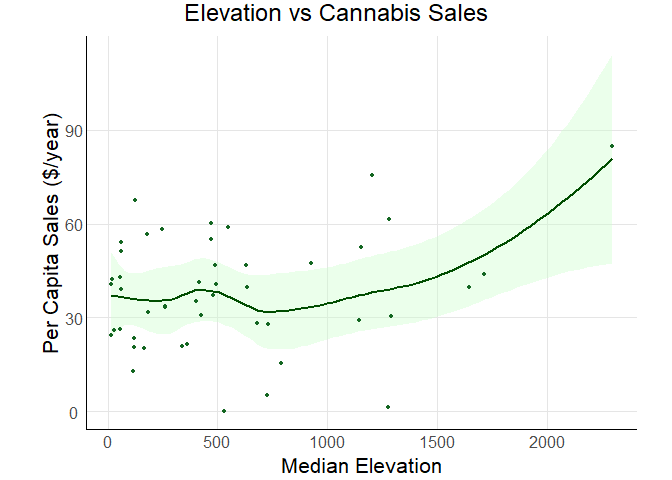 Elevation vs Cannabis Sales
Per Capita Sales ($/year)
90
60
30
0
0 500 1000 1500 2000
Median Elevation